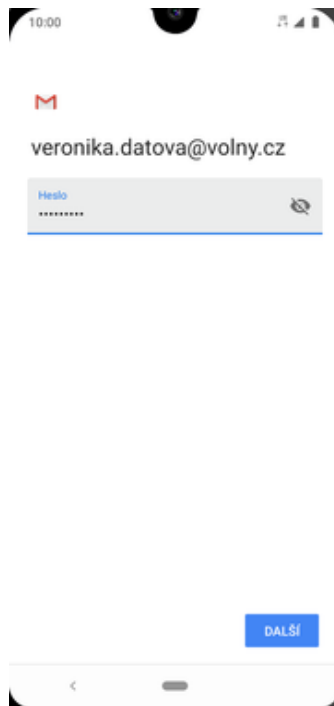 10:00
veronika.datova@volny.cz
Heslo
•••••••••
DALŠÍ